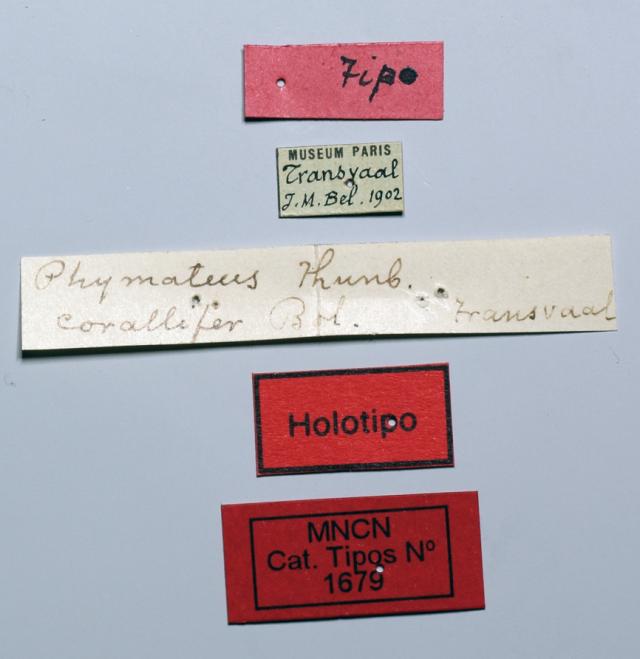 Tipo
MUSEUM PARIS
Transvaal
J. M. Bel. 1902
Phymateus Thunb.
corallifer Bol. Transvaal
Holotipo
MNCN
Cat. Tipos Nº
1679